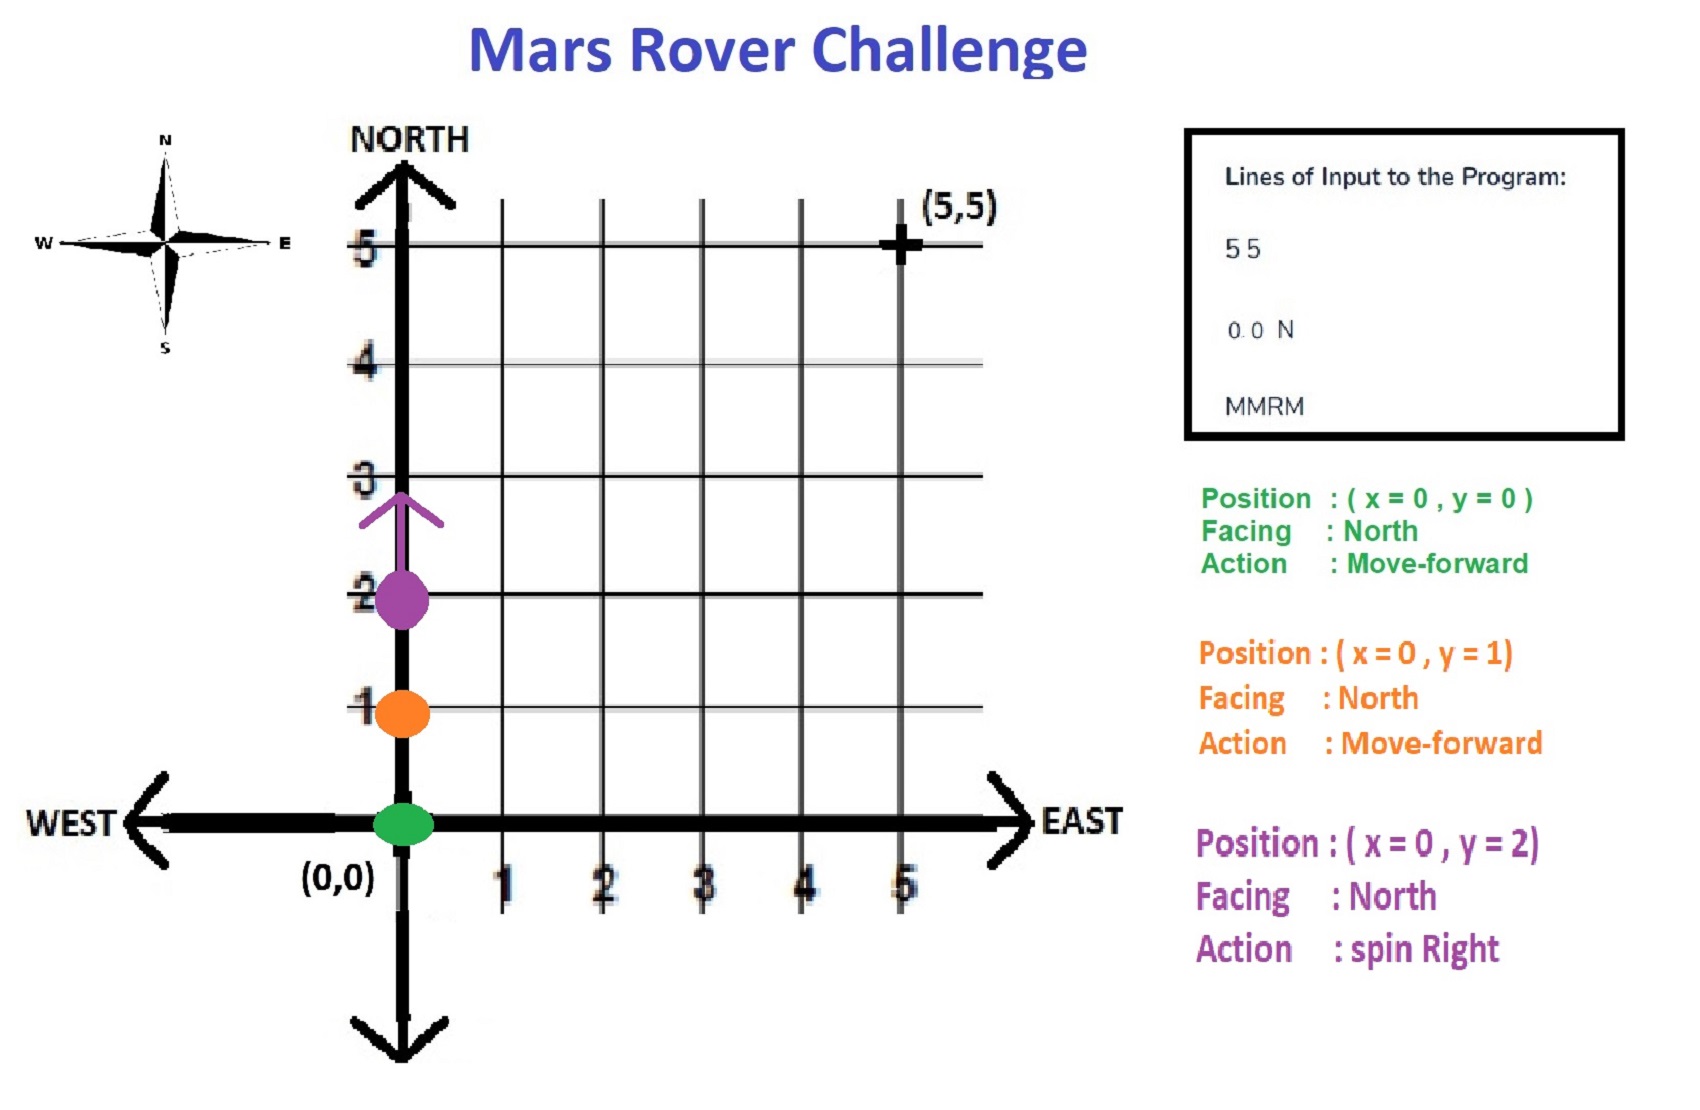 Mars Rover Challenge
N
W
E
S
NORTH
(5,5)
5
4
3
2
1
WEST
EAST
(0,0)
1 2 3 4 5
Lines of Input to the Program:
5 5
0.0 N
MMRM
Position : ( x = 0 , y = 0 )
Facing : North
Action : Move-forward
Position : ( x = 0 , y = 1)
Facing : North
Action : Move-forward
Position : ( x = 0 , y = 2)
Facing : North
Action : spin Right